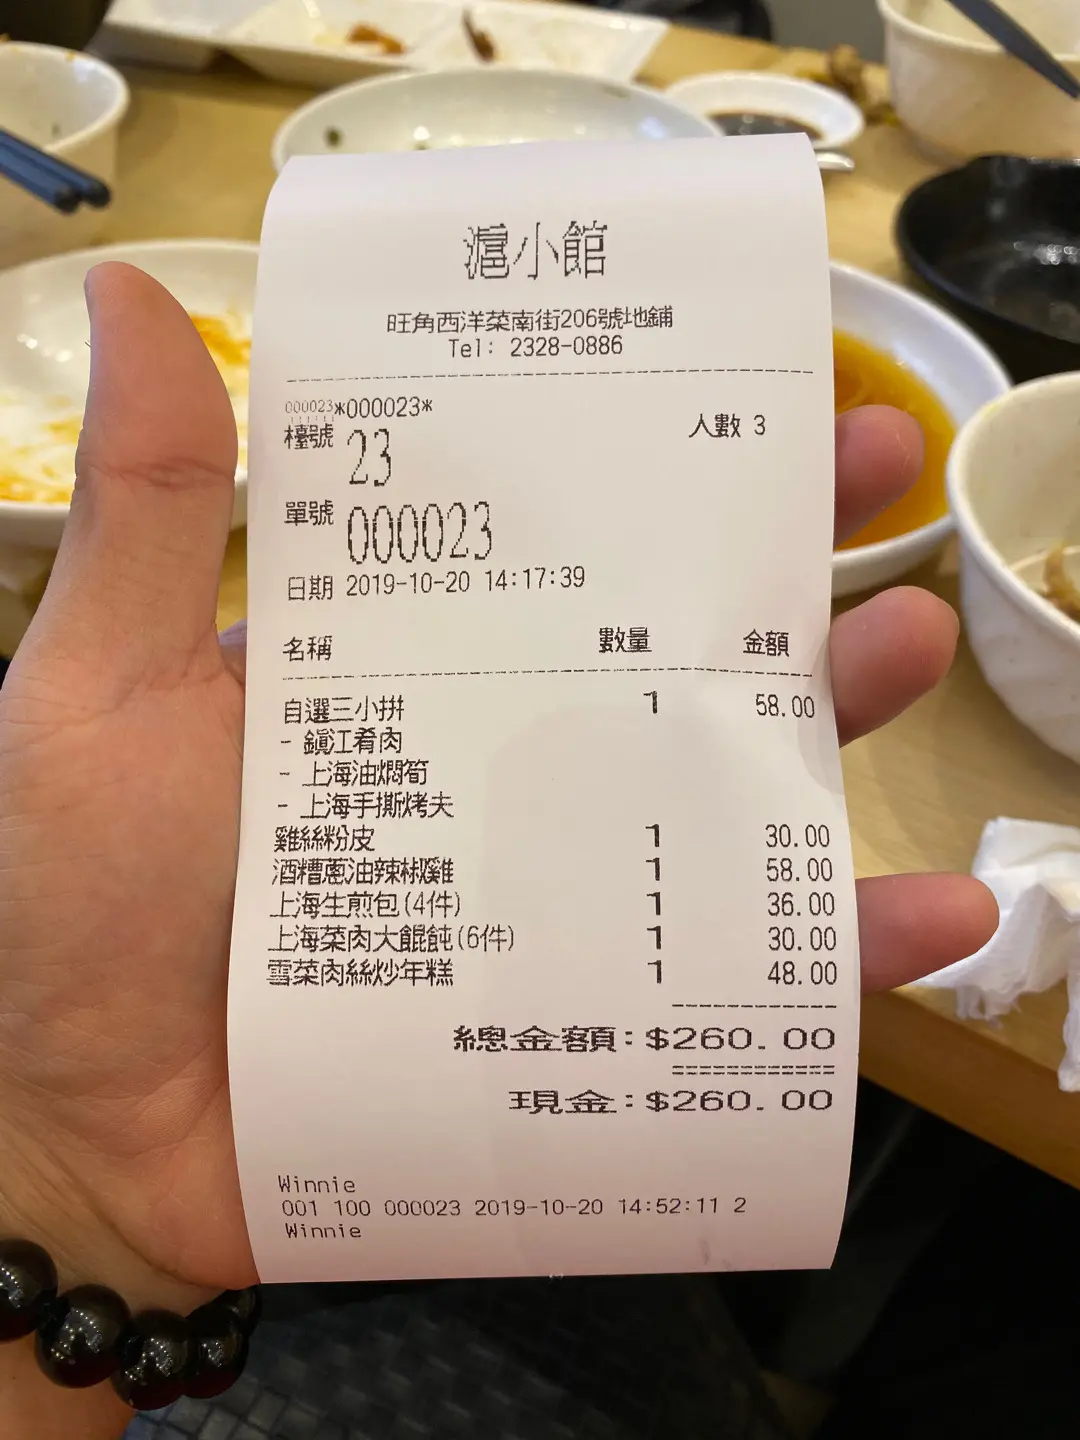 滬小館
旺角西洋菜南街206號地鋪
Tel: 2328-0886
000023*000023*
檯號 23 人數 3
單號 000023
日期 2019-10-20 14:17:39
名稱 數量 金額
自選三小拼 1 58.00
- 鎮江肴肉
- 上海油燜筍
- 上海手撕烤夫
雞絲粉皮 1 30.00
酒糟蔥油辣椒雞 1 58.00
上海生煎包(4件) 1 36.00
上海菜肉大餛飩(6件) 1 30.00
雪菜肉絲炒年糕 1 48.00
總金額:$260.00
現金:$260.00
Winnie
001 100 000023 2019-10-20 14:52:11 2
Winnie